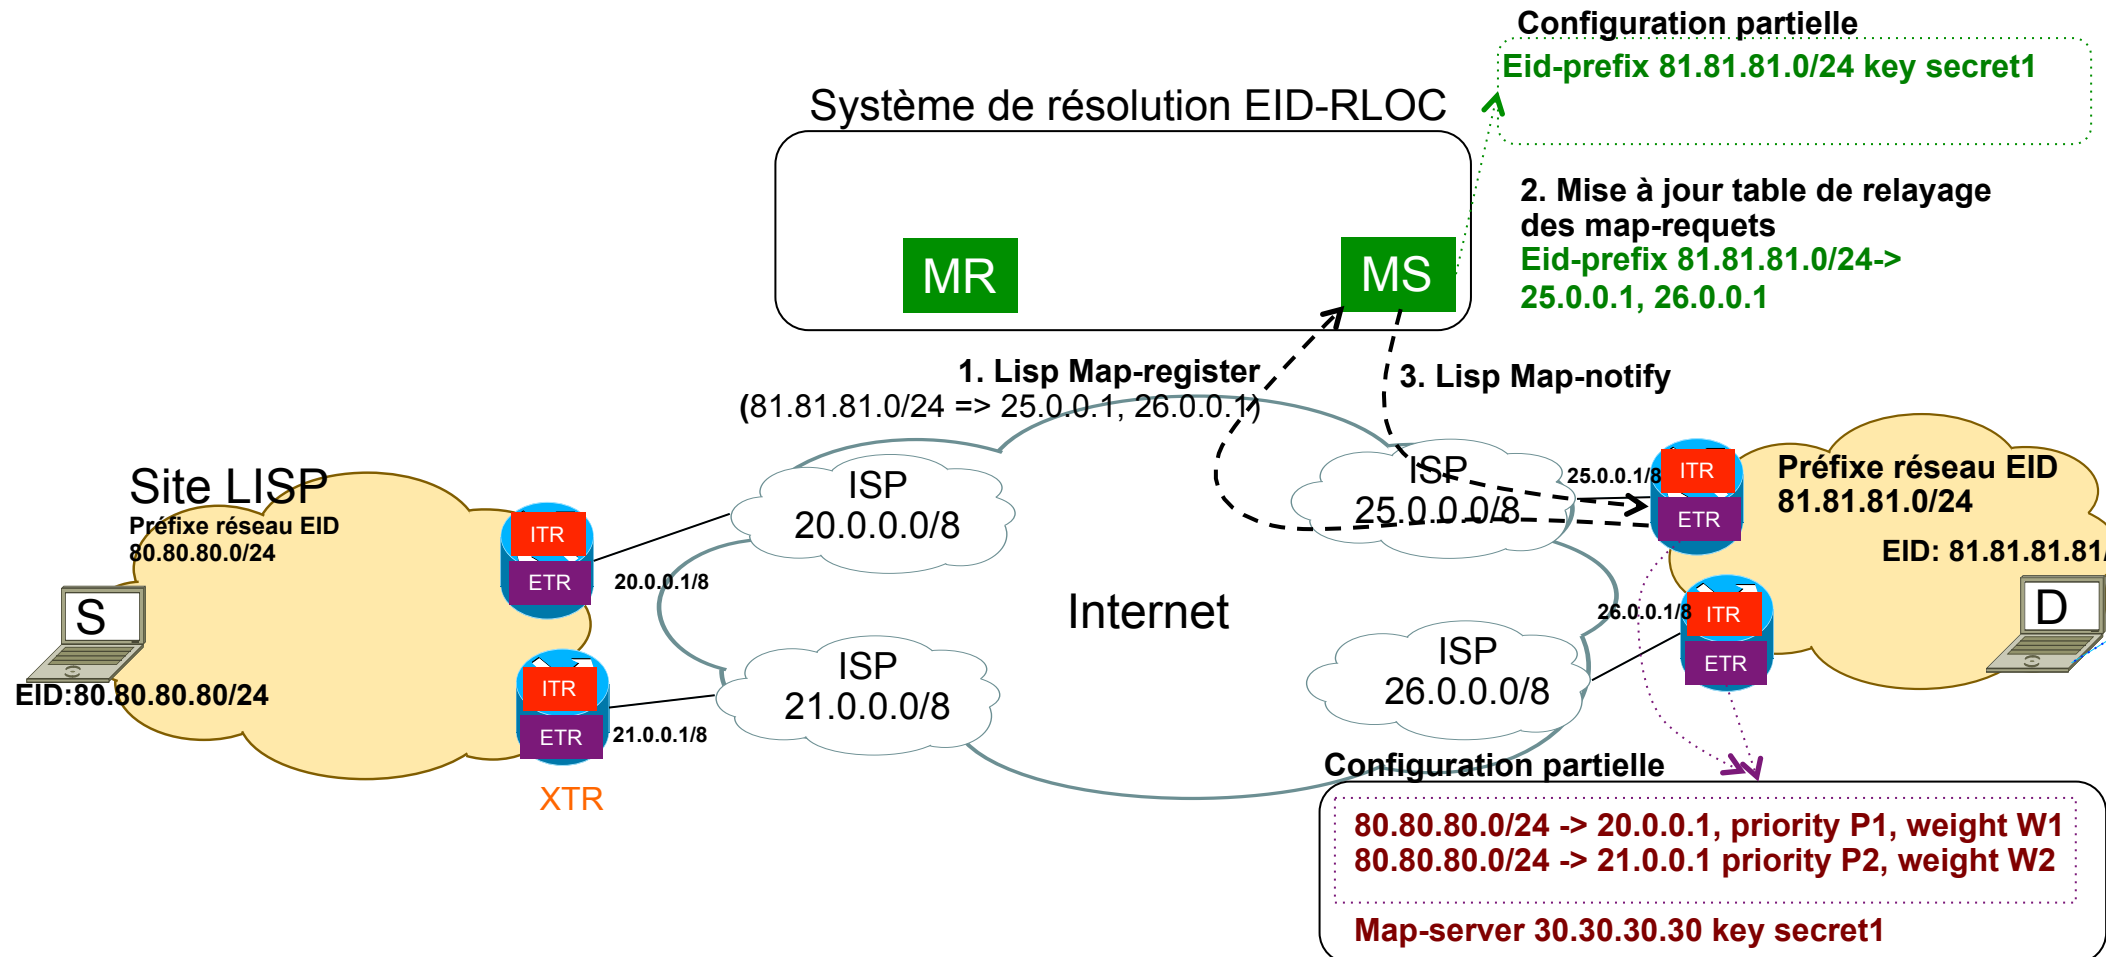 Configuration partielle
Eid-prefix 81.81.81.0/24 key secret1
Système de résolution EID-RLOC
MR
MS
2. Mise à jour table de relayage
des map-requets
Eid-prefix 81.81.81.0/24->
25.0.0.1, 26.0.0.1
1. Lisp Map-register
(81.81.81.0/24 => 25.0.0.1, 26.0.0.1)
3. Lisp Map-notify
Site LISP
Préfixe réseau EID
80.80.80.0/24
S
EID:80.80.80.80/24
ITR
ETR
20.0.0.1/8
ITR
ETR
21.0.0.1/8
XTR
ISP
20.0.0.0/8
ISP
21.0.0.0/8
Internet
ISP
25.0.0.0/8
ISP
26.0.0.0/8
25.0.0.1/8
ITR
ETR
26.0.0.1/8
ITR
ETR
Préfixe réseau EID
81.81.81.0/24
EID: 81.81.81.81/
D
Configuration partielle
80.80.80.0/24 -> 20.0.0.1, priority P1, weight W1
80.80.80.0/24 -> 21.0.0.1 priority P2, weight W2
Map-server 30.30.30.30 key secret1